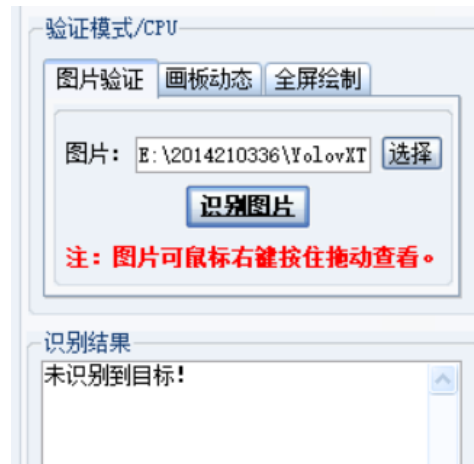 验证模式/CPU
图片验证 画板动态 全屏绘制
图片: E:\2014210336\YolovXT 选择
识别图片
注:图片可鼠标右键按住拖动查看。
识别结果
未识别到目标!